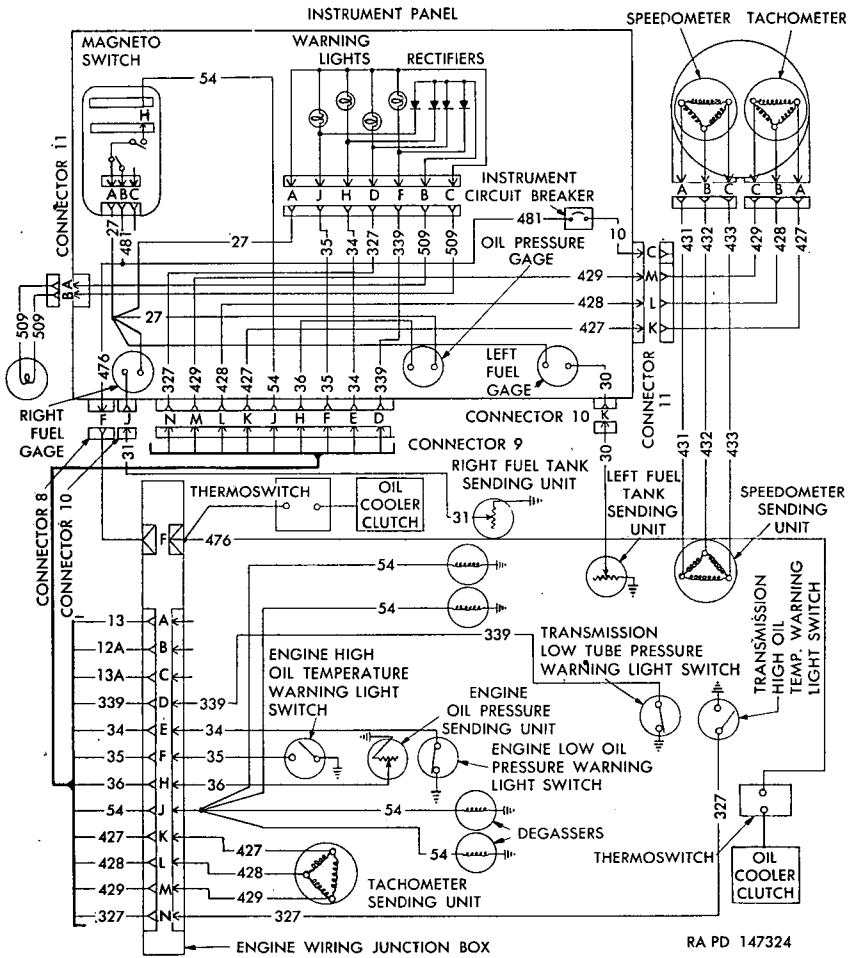 INSTRUMENT PANEL
SPEEDOMETER
TACHOMETER
MAGNETO
SWITCH
WARNING
LIGHTS
RECTIFIERS
54
H
CONNECTOR 11
A B C
A J H D F B C
INSTRUMENT
CIRCUIT BREAKER
A B C C B A
27
481
27
35
34
327
339
509
509
481
10
OIL PRESSURE
GAGE
431
432
433
429
428
427
C
BA
429
M
428
L
427
K
509
509
27
476
327
429
428
427
54
36
35
34
339
LEFT
FUEL
GAGE
30
CONNECTOR 11
RIGHT
FUEL
GAGE
F
J
N M L K J H F E D
CONNECTOR 10
K
CONNECTOR 9
31
30
431
432
433
CONNECTOR 8
CONNECTOR 10
RIGHT FUEL TANK
SENDING UNIT
LEFT FUEL
TANK
SENDING
UNIT
SPEEDOMETER
SENDING
UNIT
THERMOSWITCH
OIL
COOLER
CLUTCH
31
F
476
54
54
339
TRANSMISSION
LOW TUBE PRESSURE
WARNING LIGHT SWITCH
TRANSMISSION
HIGH OIL
TEMP. WARNING
LIGHT SWITCH
13 A
12A B
13A C
339 D 339
34 E 34
35 F 35
36 H 36
54 J
427 K 427
428 L 428
429 M 429
327 N 327
ENGINE HIGH
OIL TEMPERATURE
WARNING LIGHT
SWITCH
ENGINE
OIL PRESSURE
SENDING UNIT
ENGINE LOW OIL
PRESSURE WARNING
LIGHT SWITCH
54
DEGASSERS
54
327
THERMOSWITCH
OIL
COOLER
CLUTCH
TACHOMETER
SENDING UNIT
ENGINE WIRING JUNCTION BOX
RA PD 147324